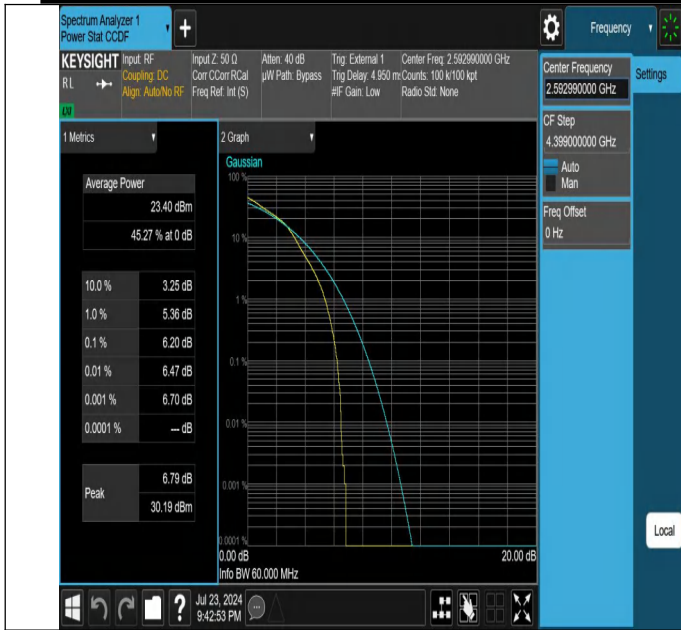 Spectrum Analyzer 1
Power Stat CCDF
+
KEYSIGHT
RL
LXI
Input: RF
Coupling: DC
Align: Auto/No RF
Input Z: 50 Ω
Corr CCorr RCal
Freq Ref: Int (S)
Atten: 40 dB
µW Path: Bypass
Trig: External 1
Trig Delay: 4.950 ms
#IF Gain: Low
Center Freq: 2.592990000 GHz
Counts: 100 k/100 kpt
Radio Std: None
1 Metrics
Average Power
23.40 dBm
45.27 % at 0 dB
10.0 % 3.25 dB
1.0 % 5.36 dB
0.1 % 6.20 dB
0.01 % 6.47 dB
0.001 % 6.70 dB
0.0001 % --- dB
Peak
6.79 dB
30.19 dBm
2 Graph
Gaussian
100 %
10 %
1 %
0.1 %
0.01 %
0.001 %
0.0001 %
0.00 dB
20.00 dB
Info BW 60.000 MHz
Frequency
Settings
Center Frequency
2.592990000 GHz
CF Step
4.399000000 GHz
Auto
Man
Freq Offset
0 Hz
Local
?
Jul 23, 2024
9:42:53 PM